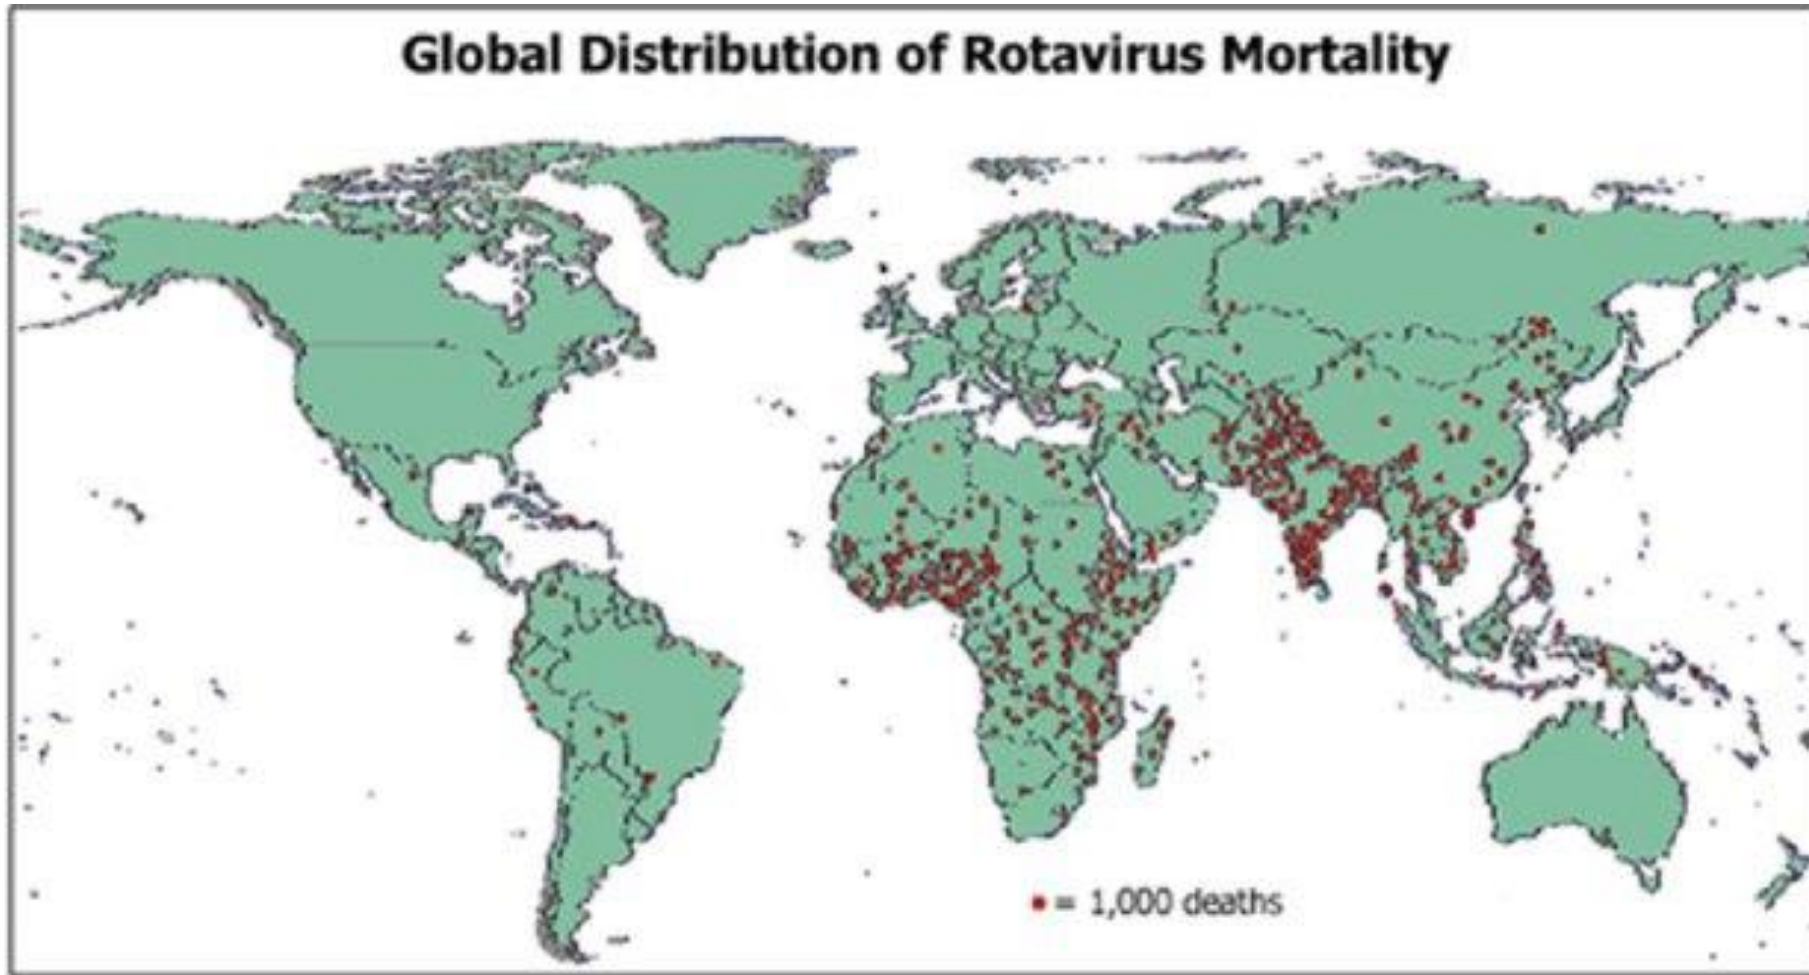 Global Distribution of Rotavirus Mortality
= 1,000 deaths